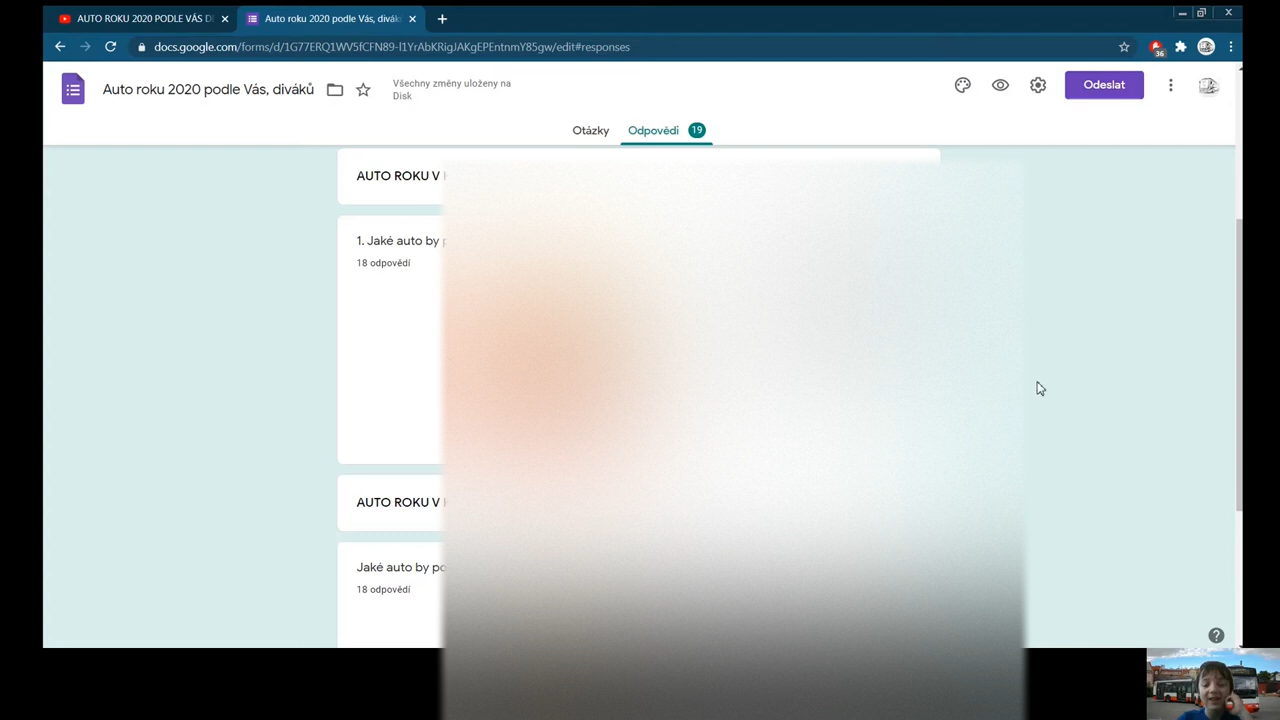 AUTO ROKU 2020 PODLE VÁS D
Auto roku 2020 podle Vás, divák
docs.google.com/forms/d/1G77ERQ1WV5fCFN89-l1YrAbKRigJAKgEPEntnmY85gw/edit#responses
36
Auto roku 2020 podle Vás, diváků
Všechny změny uloženy na
Disk
Odeslat
Otázky
Odpovědi 19
AUTO ROKU V
1. Jaké auto by
18 odpovědí
AUTO ROKU V
Jaké auto by
18 odpovědí